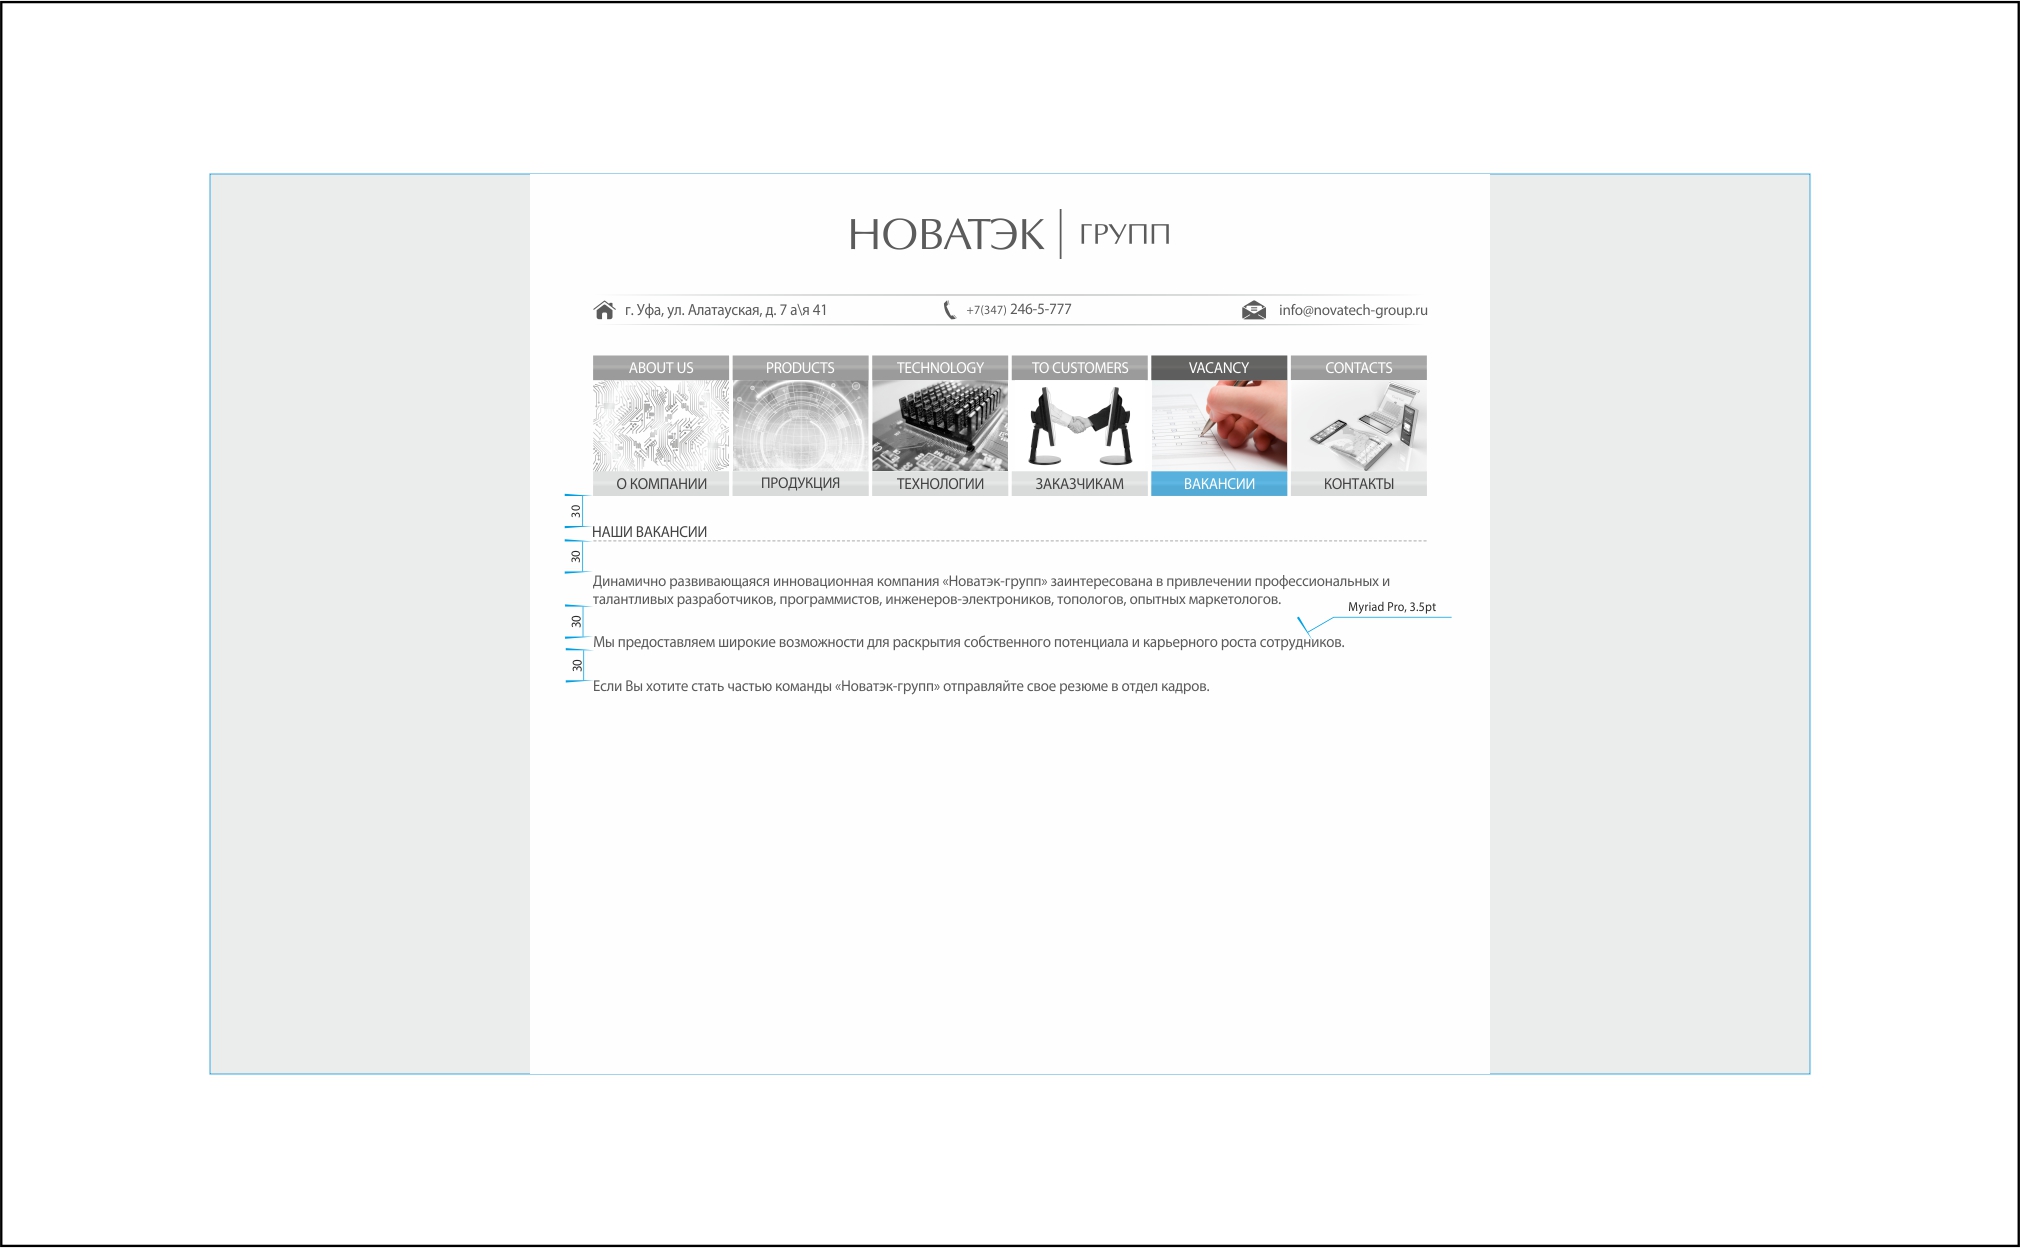 НОВАТЭК ГРУПП
г. Уфа, ул. Алатауская, д. 7 а\я 41
+7(347) 246-5-777
info@novatech-group.ru
ABOUT US
PRODUCTS
TECHNOLOGY
TO CUSTOMERS
VACANCY
CONTACTS
О КОМПАНИИ
ПРОДУКЦИЯ
ТЕХНОЛОГИИ
ЗАКАЗЧИКАМ
ВАКАНСИИ
КОНТАКТЫ
30
НАШИ ВАКАНСИИ
30
Динамично развивающаяся инновационная компания «Новатэк-групп» заинтересована в привлечении профессиональных и
талантливых разработчиков, программистов, инженеров-электроников, топологов, опытных маркетологов.
Myriad Pro, 3.5pt
30
Мы предоставляем широкие возможности для раскрытия собственного потенциала и карьерного роста сотрудников.
30
Если Вы хотите стать частью команды «Новатэк-групп» отправляйте свое резюме в отдел кадров.